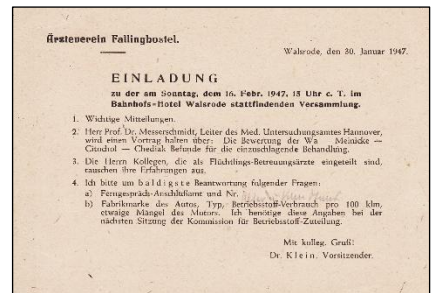 Ärzteverein Fallingbostel.
Walsrode, den 30. Januar 1947.
EINLADUNG
zu der am Sonntag, dem 16. Febr. 1947, 15 Uhr c. T. im
Bahnhofs-Hotel Walsrode stattfindenden Versammlung.
1. Wichtige Mitteilungen.
2. Herr Prof. Dr. Messerschmidt, Leiter des Med. Untersuchungsamtes Hannover,
wird einen Vortrag halten über: Die Bewertung der Wa Meinicke —
Citochol — Chediak Befunde für die einzuschlagende Behandlung.
3. Die Herren Kollegen, die als Flüchtlings-Betreuungsärzte eingeteilt sind,
tauschen ihre Erfahrungen aus.
4. Ich bitte um baldigste Beantwortung folgender Fragen:
a) Ferngespräch-Anschlußamt und Nr.
b) Fabrikmarke des Autos, Typ, Betriebsstoff-Verbrauch pro 100 klm,
etwaige Mängel des Motors. Ich benötige diese Angaben bei der
nächsten Sitzung der Kommission für Betriebsstoff-Zuteilung.
Mit kolleg. Gruß!
Dr. Klein, Vorsitzender.